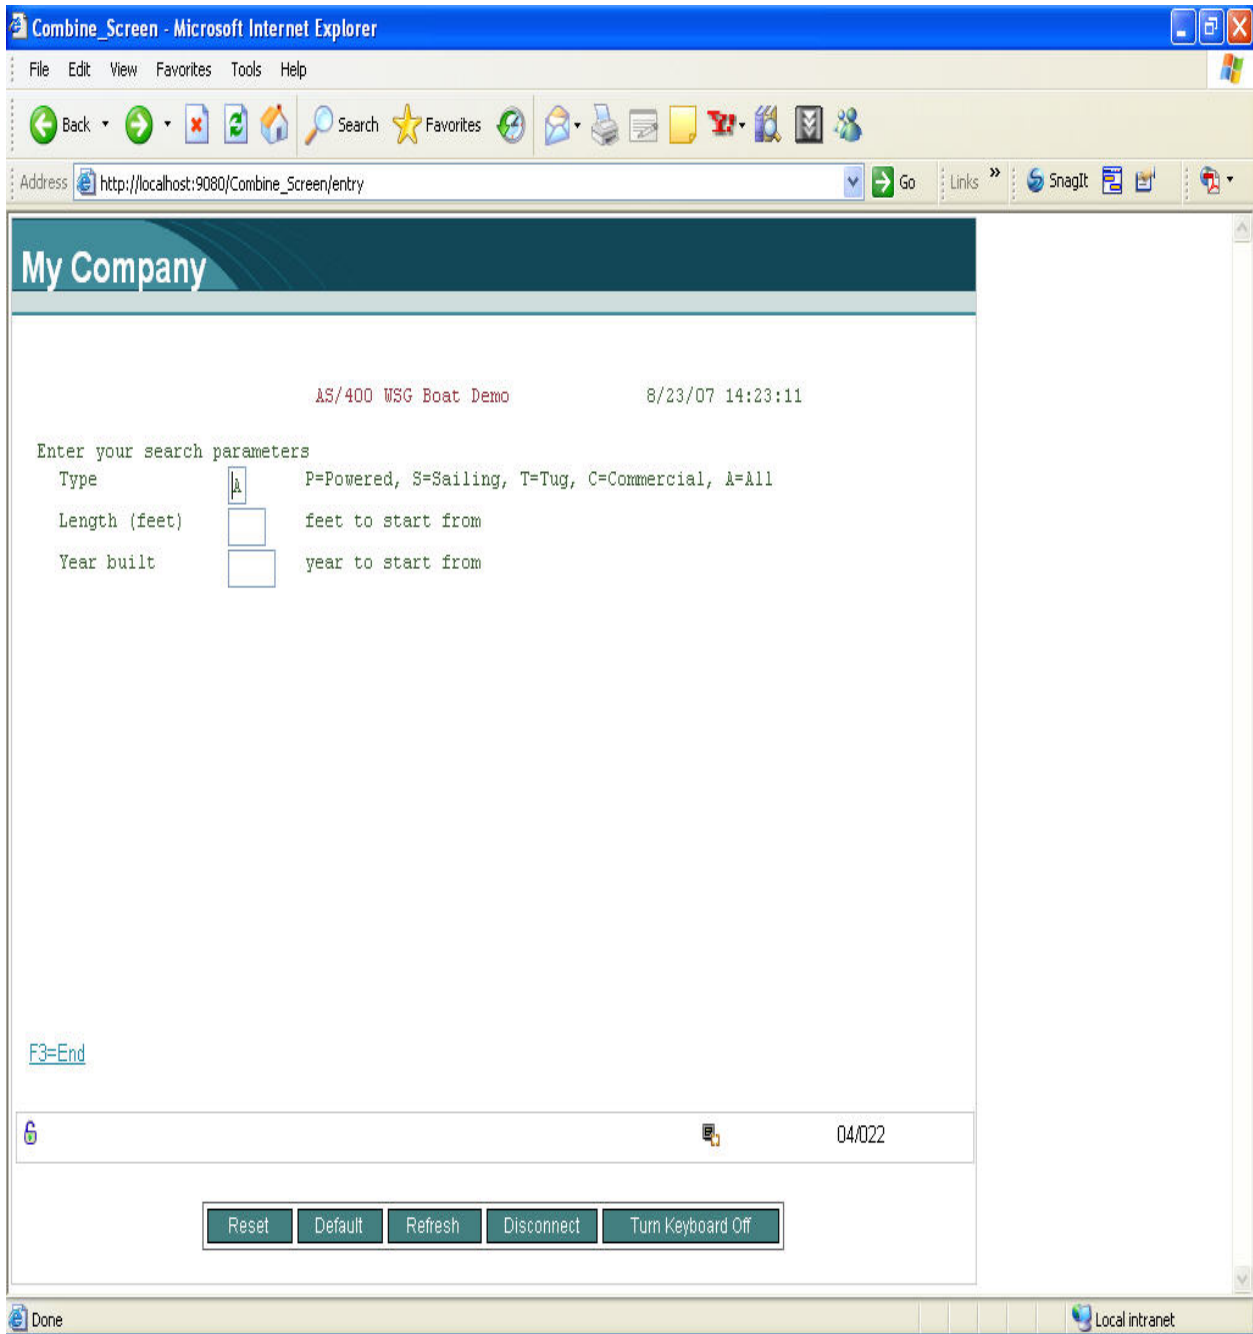 Combine_Screen - Microsoft Internet Explorer
File Edit View Favorites Tools Help
Back Search Favorites Y!
Address http://localhost:9080/Combine_Screen/entry Go Links » SnagIt
My Company
AS/400 WSG Boat Demo 8/23/07 14:23:11
Enter your search parameters
Type A P=Powered, S=Sailing, T=Tug, C=Commercial, A=All
Length (feet) feet to start from
Year built year to start from
F3=End
04/022
Reset Default Refresh Disconnect Turn Keyboard Off
Done Local intranet